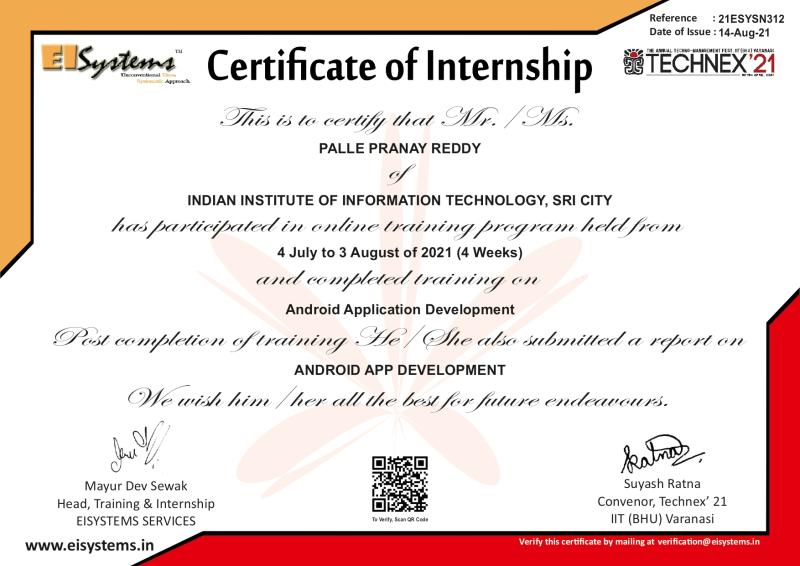 Reference : 21ESYSN312
Date of Issue : 14-Aug-21
EISystems™
Unconventional Ideas,
Systematic Approach.
Certificate of Internship
THE ANNUAL TECHNO-MANAGEMENT FEST, IIT(BHU) VARANASI
TECHNEX'21
This is to certify that Mr. / Ms.
PALLE PRANAY REDDY
of
INDIAN INSTITUTE OF INFORMATION TECHNOLOGY, SRI CITY
has participated in online training program held from
4 July to 3 August of 2021 (4 Weeks)
and completed training on
Android Application Development
Post completion of training He / She also submitted a report on
ANDROID APP DEVELOPMENT
We wish him / her all the best for future endeavours.
Mayur Dev Sewak
Head, Training & Internship
EISYSTEMS SERVICES
To Verify, Scan QR Code
Suyash Ratna
Convenor, Technex' 21
IIT (BHU) Varanasi
www.eisystems.in
Verify this certificate by mailing at verification@eisystems.in